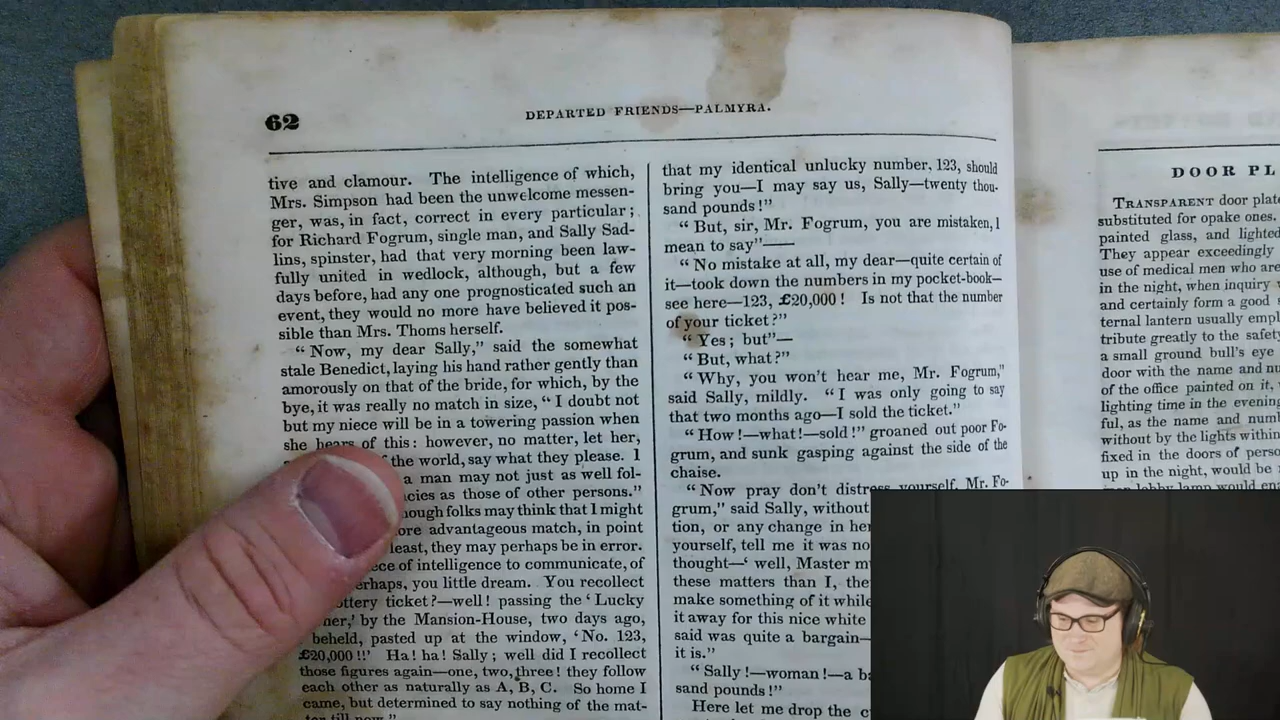 62
DEPARTED FRIENDS—PALMYRA.
tive and clamour. The intelligence of which,
Mrs. Simpson had been the unwelcome messen-
ger, was, in fact, correct in every particular;
for Richard Fogrum, single man, and Sally Sad-
lins, spinster, had that very morning been law-
fully united in wedlock, although, but a few
days before, had any one prognosticated such an
event, they would no more have believed it pos-
sible than Mrs. Thoms herself.
“ Now, my dear Sally,” said the somewhat
stale Benedict, laying his hand rather gently than
amorously on that of the bride, for which, by the
bye, it was really no match in size, “ I doubt not
but my niece will be in a towering passion when
she hears of this: however, no matter, let her,
of the world, say what they please. I
a man may not just as well fol-
cies as those of other persons.”
ough folks may think that I might
ore advantageous match, in point
least, they may perhaps be in error.
ece of intelligence to communicate, of
erhaps, you little dream. You recollect
ottery ticket?—well! passing the ‘ Lucky
ner,’ by the Mansion-House, two days ago,
beheld, pasted up at the window, ‘No. 123,
£20,000!!’ Ha! ha! Sally; well did I recollect
those figures again—one, two, three! they follow
each other as naturally as A, B, C. So home I
came, but determined to say nothing of the mat-
ter till now.”
that my identical unlucky number, 123, should
bring you—I may say us, Sally—twenty thou-
sand pounds!”
“ But, sir, Mr. Fogrum, you are mistaken, I
mean to say”——
“ No mistake at all, my dear—quite certain of
it—took down the numbers in my pocket-book—
see here—123, £20,000! Is not that the number
of your ticket?”
“ Yes; but”—
“ But, what?”
“ Why, you won’t hear me, Mr. Fogrum,”
said Sally, mildly. “ I was only going to say
that two months ago—I sold the ticket.”
“ How!—what!—sold!” groaned out poor Fo-
grum, and sunk gasping against the side of the
chaise.
“ Now pray don’t distress yourself, Mr. Fo-
grum,” said Sally, without
tion, or any change in her
yourself, tell me it was no
thought—‘ well, Master m
these matters than I, the
make something of it while
it away for this nice white
said was quite a bargain—
it is.”
“ Sally!—woman!—a ba
sand pounds!”
Here let me drop the c
DOOR PL
TRANSPARENT door plate
substituted for opake ones.
painted glass, and lighted
They appear exceedingly
use of medical men who are
in the night, when inquiry
and certainly form a good
ternal lantern usually empl
tribute greatly to the safety
a small ground bull’s eye
door with the name and nu
of the office painted on it,
lighting time in the evening
ful, as the name and num
without by the lights within
fixed in the doors of perso
up in the night, would be
lobby lamp would